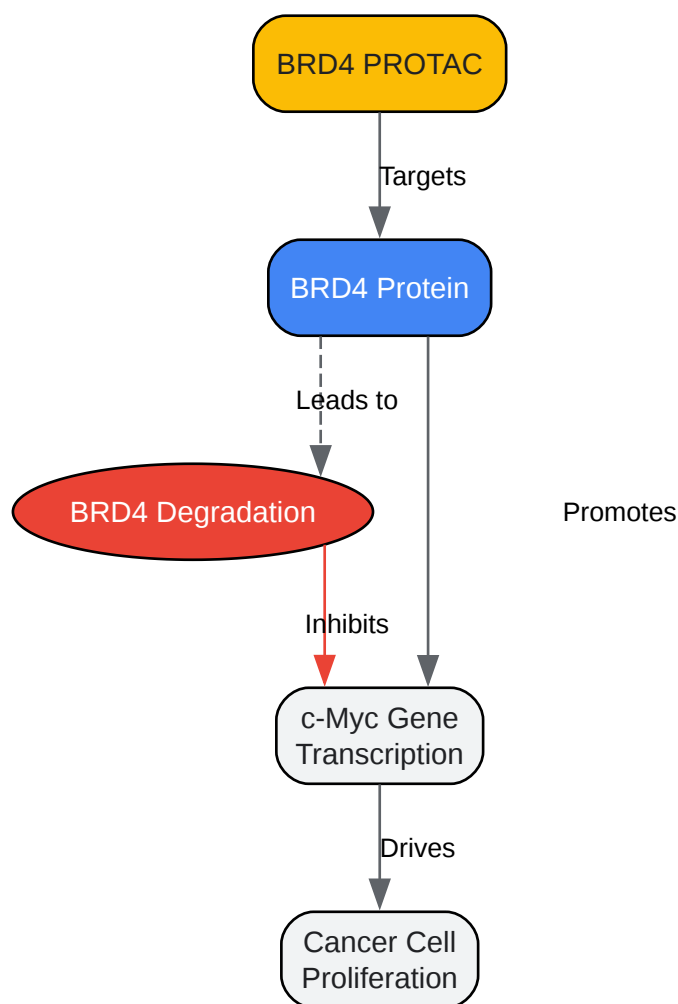 BRD4 PROTAC
Targets
BRD4 Protein
Leads to
BRD4 Degradation
Promotes
Inhibits
c-Myc Gene
Transcription
Drives
Cancer Cell
Proliferation